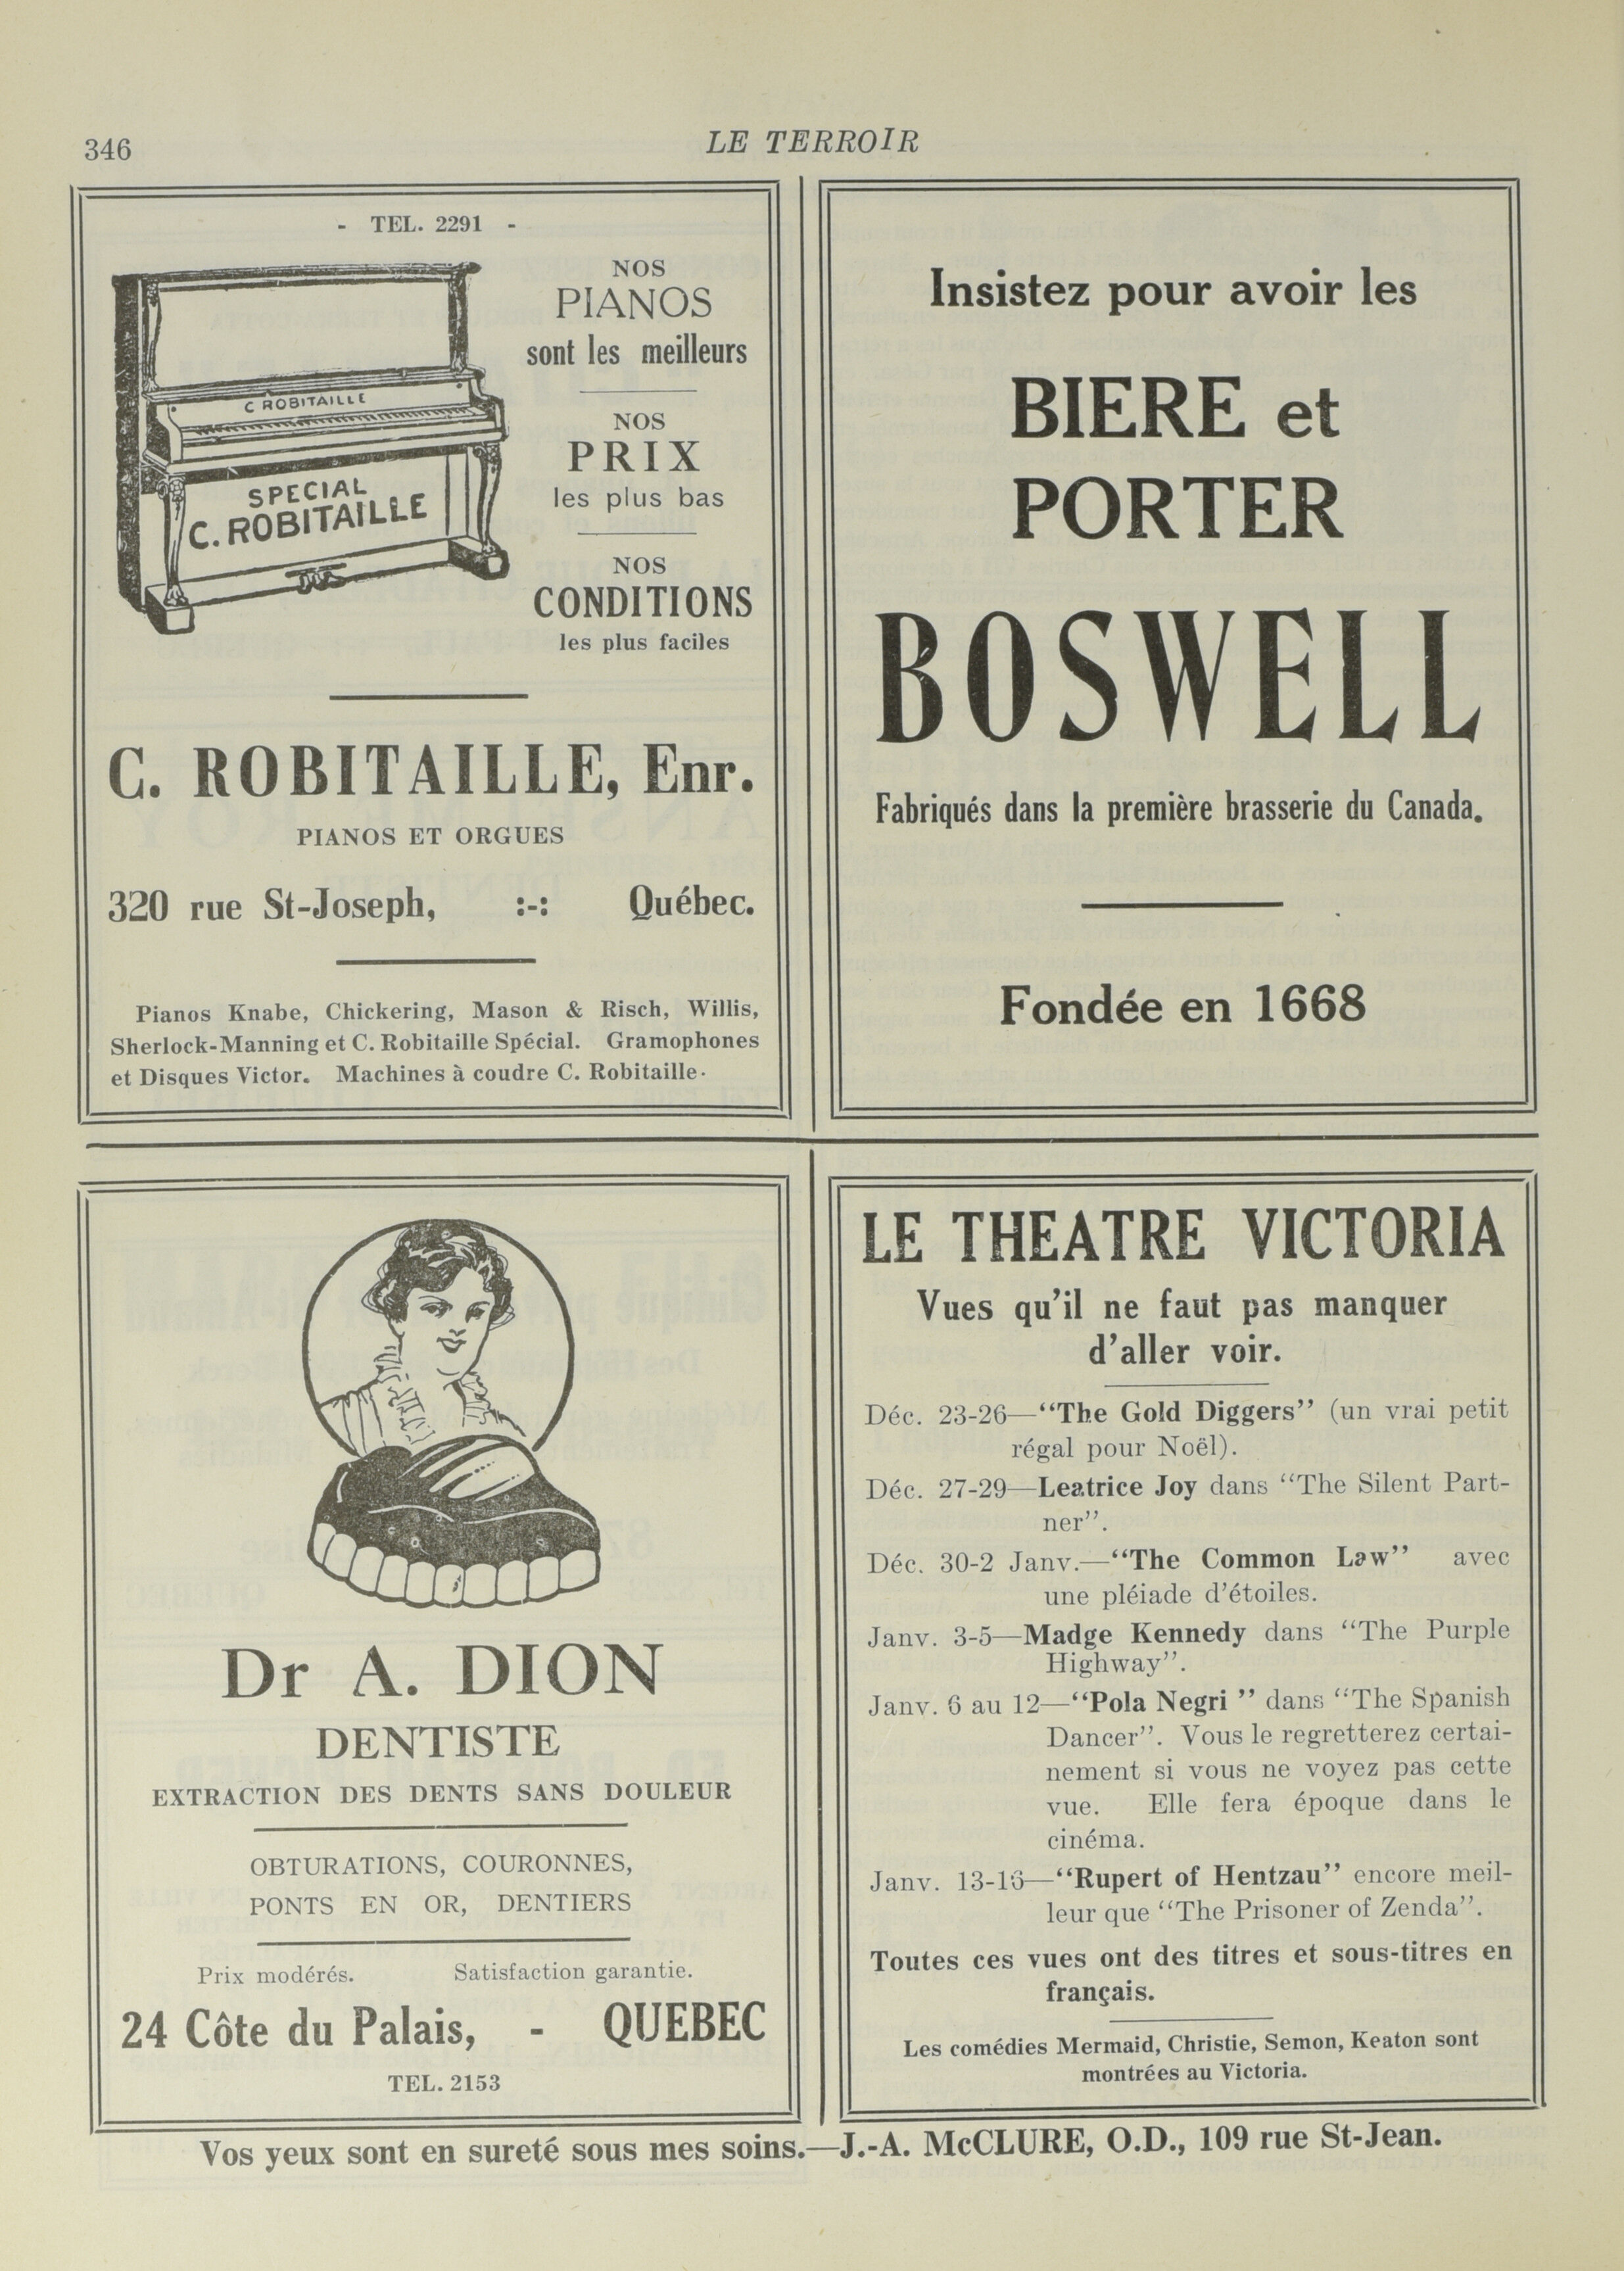 346
LE TERROIR
- TEL. 2291 -
C ROBITAILLE
SPECIAL
C. ROBITAILLE
NOS
PIANOS
sont les meilleurs
NOS
PRIX
les plus bas
NOS
CONDITIONS
les plus faciles
C. ROBITAILLE, Enr.
PIANOS ET ORGUES
320 rue St-Joseph, :-: Québec.
Pianos Knabe, Chickering, Mason & Risch, Willis,
Sherlock-Manning et C. Robitaille Spécial. Gramophones
et Disques Victor. Machines à coudre C. Robitaille.
Insistez pour avoir les
BIERE et
PORTER
BOSWELL
Fabriqués dans la première brasserie du Canada.
Fondée en 1668
Dr A. DION
DENTISTE
EXTRACTION DES DENTS SANS DOULEUR
OBTURATIONS, COURONNES,
PONTS EN OR, DENTIERS
Prix modérés. Satisfaction garantie.
24 Côte du Palais, - QUEBEC
TEL. 2153
LE THEATRE VICTORIA
Vues qu'il ne faut pas manquer
d'aller voir.
Déc. 23-26—"The Gold Diggers" (un vrai petit
régal pour Noël).
Déc. 27-29—Leatrice Joy dans "The Silent Part-
ner".
Déc. 30-2 Janv.—"The Common Law" avec
une pléiade d'étoiles.
Janv. 3-5—Madge Kennedy dans "The Purple
Highway".
Janv. 6 au 12—"Pola Negri " dans "The Spanish
Dancer". Vous le regretterez certai-
nement si vous ne voyez pas cette
vue. Elle fera époque dans le
cinéma.
Janv. 13-16—"Rupert of Hentzau" encore meil-
leur que "The Prisoner of Zenda".
Toutes ces vues ont des titres et sous-titres en
français.
Les comédies Mermaid, Christie, Semon, Keaton sont
montrées au Victoria.
Vos yeux sont en sureté sous mes soins.—J.-A. McCLURE, O.D., 109 rue St-Jean.